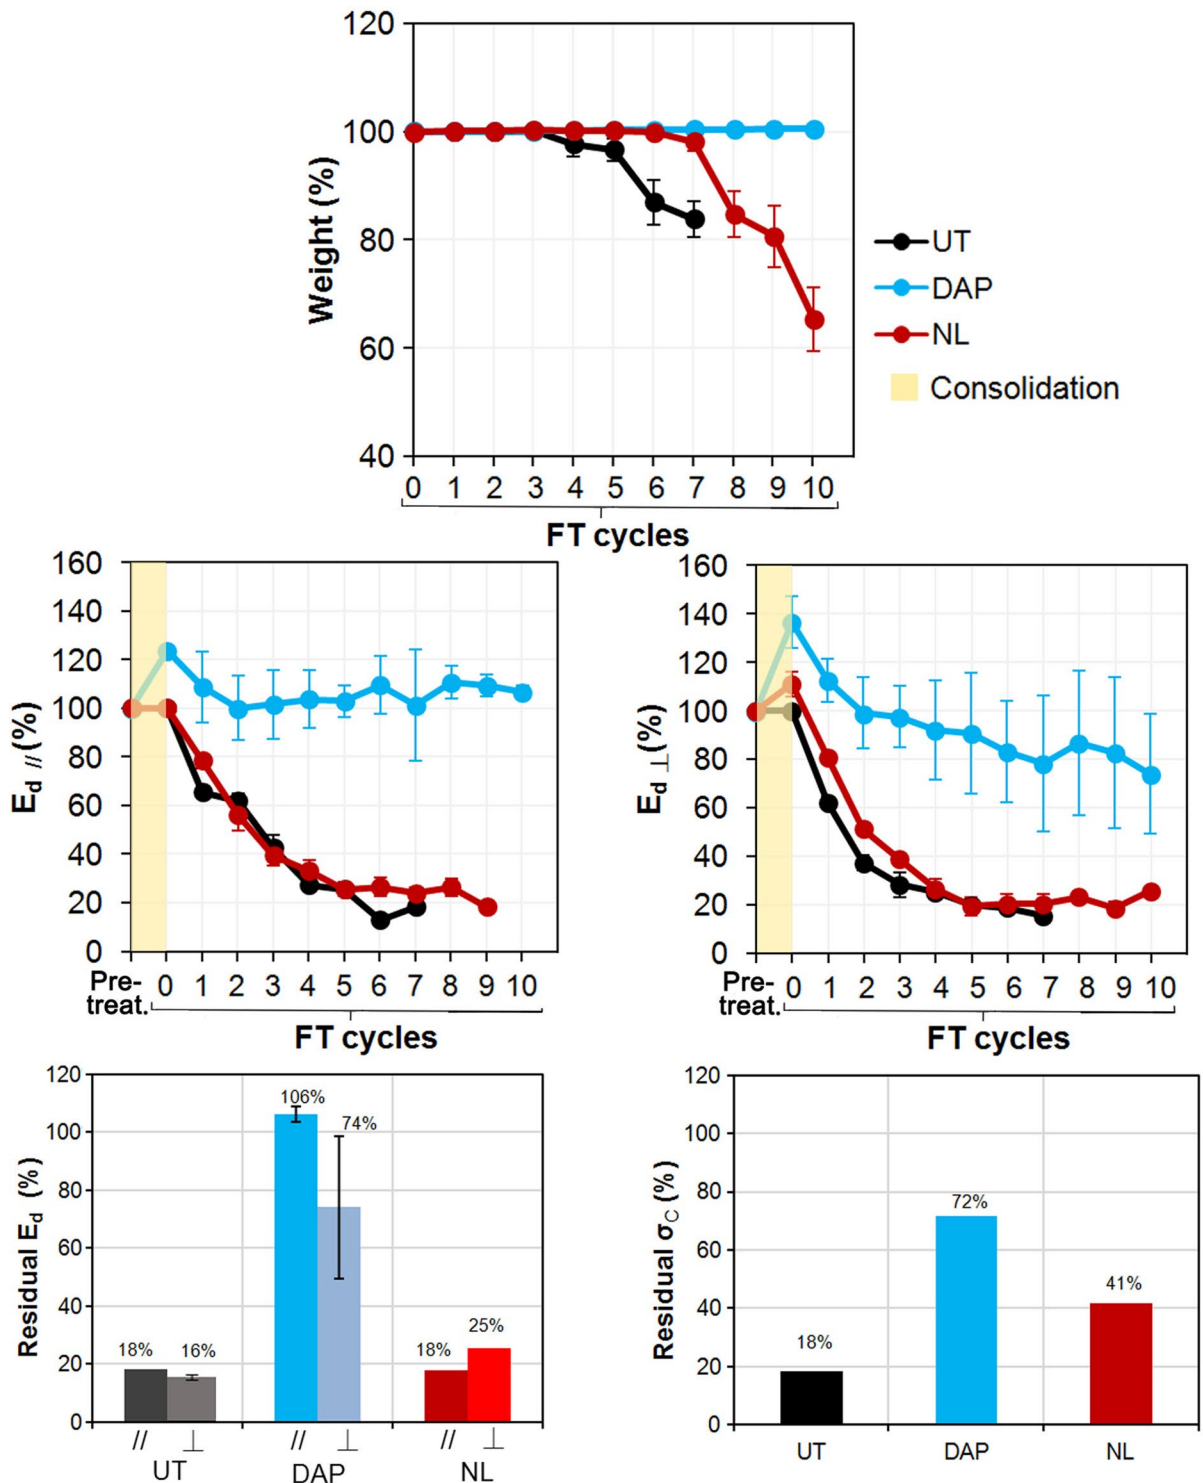 120
100
80
60
40
Weight (%)
0 1 2 3 4 5 6 7 8 9 10
FT cycles
UT
DAP
NL
Consolidation
160
140
120
100
80
60
40
20
0
E_d // (%)
Pre-treat. 0 1 2 3 4 5 6 7 8 9 10
FT cycles
160
140
120
100
80
60
40
20
0
E_d ⊥ (%)
Pre-treat. 0 1 2 3 4 5 6 7 8 9 10
FT cycles
120
100
80
60
40
20
0
Residual E_d (%)
18% 16% 106% 74% 18% 25%
// ⊥ // ⊥ // ⊥
UT DAP NL
120
100
80
60
40
20
0
Residual σ_C (%)
18% 72% 41%
UT DAP NL